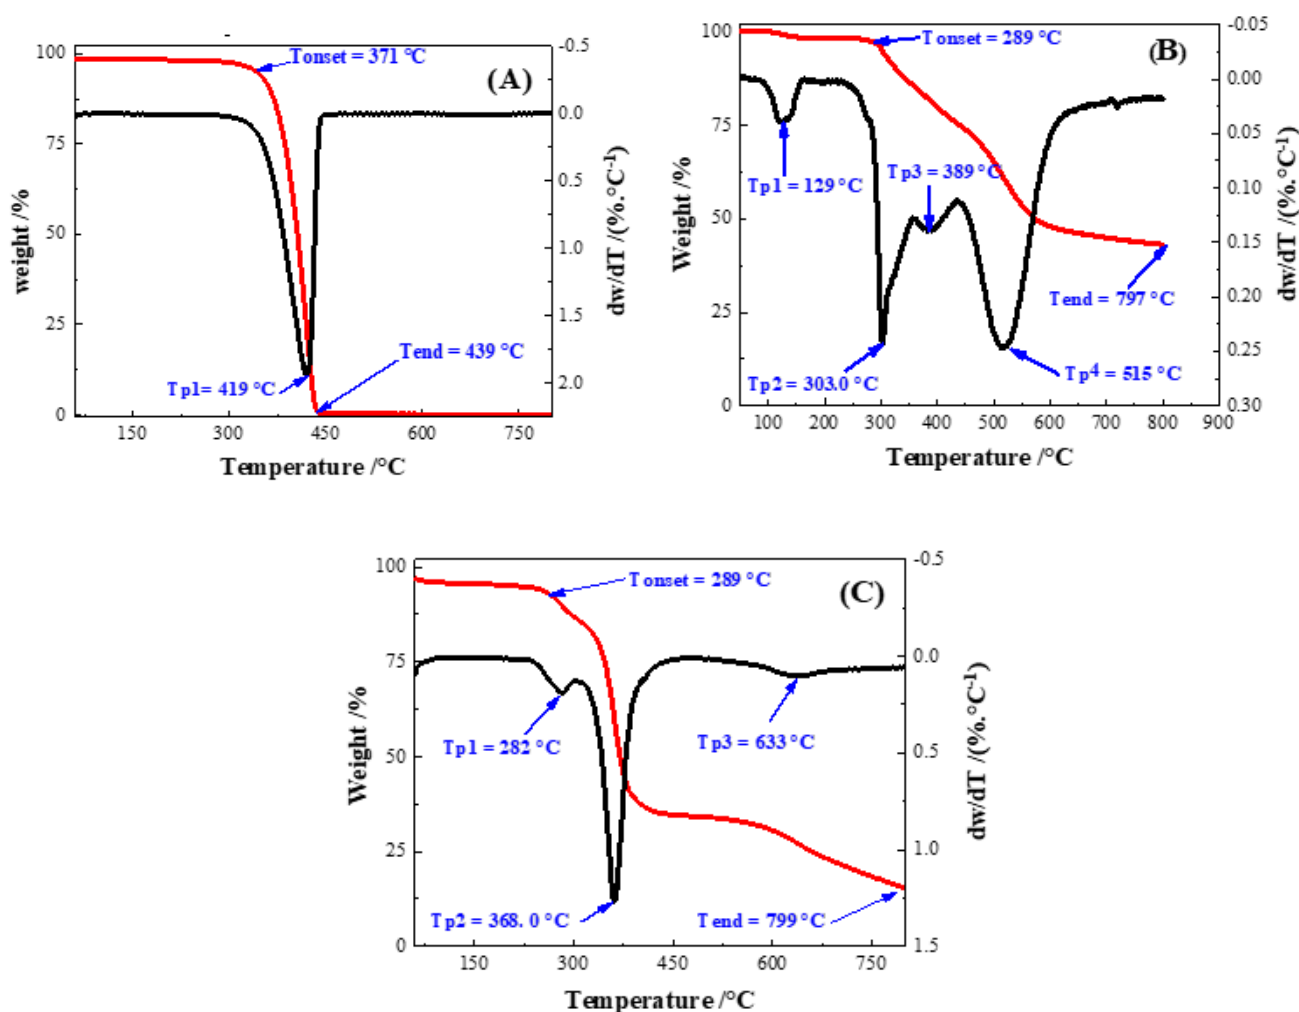 (A)
Tonset = 371 °C
Tp1= 419 °C
Tend = 439 °C
100
75
50
25
0
weight /%
-0.5
0.0
0.5
1.0
1.5
2.0
dw/dT /(%.°C⁻¹)
150
300
450
600
750
Temperature /°C
(B)
Tonset = 289 °C
Tp1 = 129 °C
Tp3 = 389°C
Tp2 = 303.0 °C
Tp4 = 515 °C
Tend = 797 °C
100
75
50
25
0
Weight /%
-0.05
0.00
0.05
0.10
0.15
0.20
0.25
0.30
dw/dT /(%.°C⁻¹)
100
200
300
400
500
600
700
800
900
Temperature /°C
(C)
Tonset = 289 °C
Tp1 = 282 °C
Tp3 = 633 °C
Tp2 = 368. 0 °C
Tend = 799 °C
100
75
50
25
0
Weight /%
-0.5
0.0
0.5
1.0
1.5
dw/dT /(%.°C⁻¹)
150
300
450
600
750
Temperature /°C